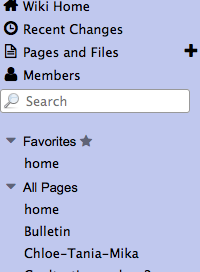 Wiki Home
Recent Changes
Pages and Files
Members
Search
Favorites
home
All Pages
home
Bulletin
Chloe-Tania-Mika